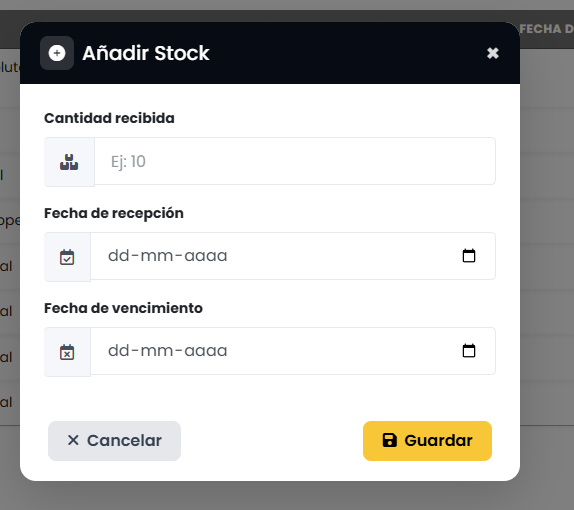 FECHA D
Añadir Stock
Cantidad recibida
Ej: 10
Fecha de recepción
dd-mm-aaaa
Fecha de vencimiento
dd-mm-aaaa
Cancelar
Guardar